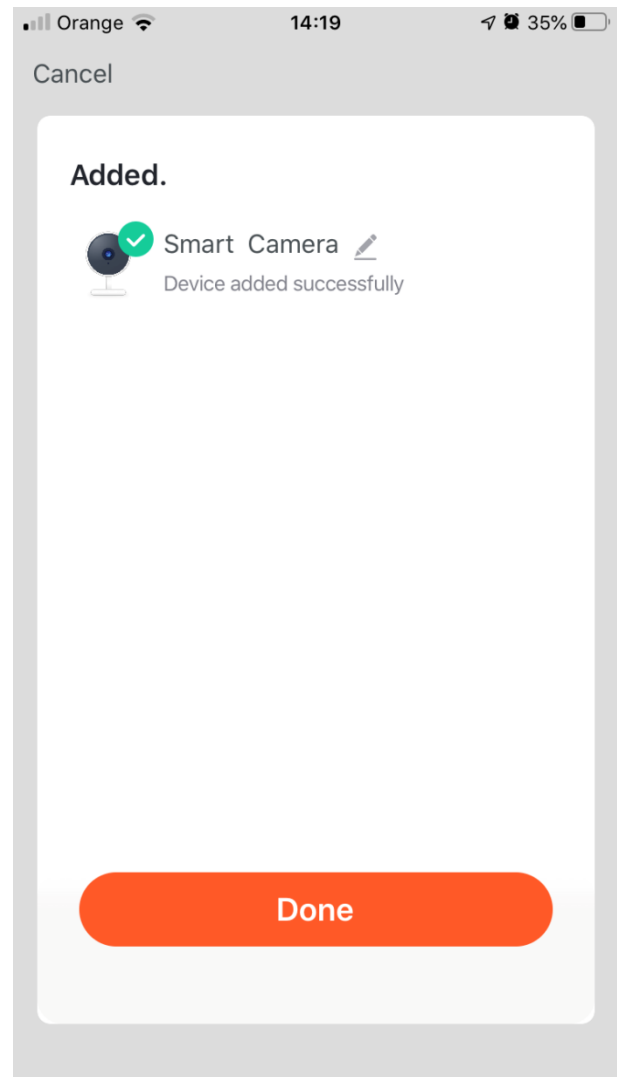 Orange 14:19 35%
Cancel
Added.
Smart Camera
Device added successfully
Done